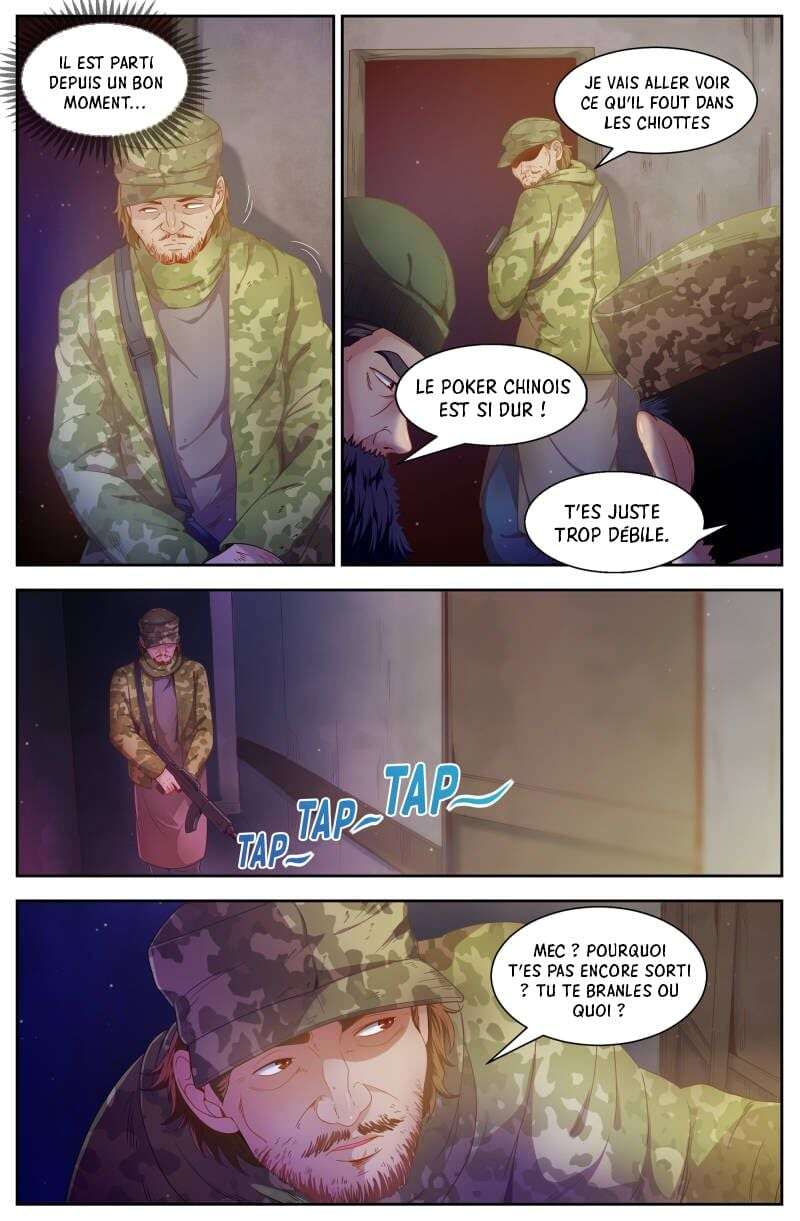 IL EST PARTI
DEPUIS UN BON
MOMENT...
JE VAIS ALLER VOIR
CE QU'IL FOUT DANS
LES CHIOTTES
LE POKER CHINOIS
EST SI DUR !
T'ES JUSTE
TROP DÉBILE.
TAP~
TAP~
TAP~
MEC ? POURQUOI
T'ES PAS ENCORE SORTI
? TU TE BRANLES OU
QUOI ?